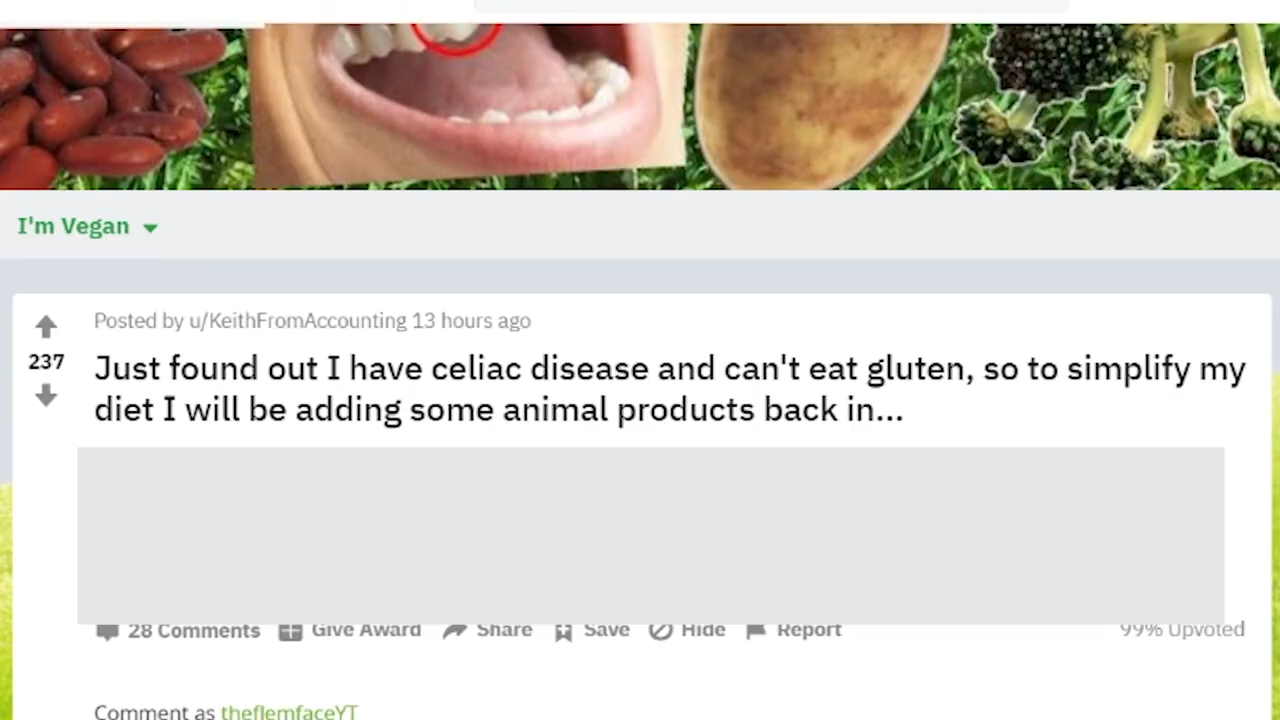 I'm Vegan
Posted by u/KeithFromAccounting 13 hours ago
237
Just found out I have celiac disease and can't eat gluten, so to simplify my
diet I will be adding some animal products back in...
28 Comments Give Award Share Save Hide Report 99% Upvoted
Comment as theflemfaceYT